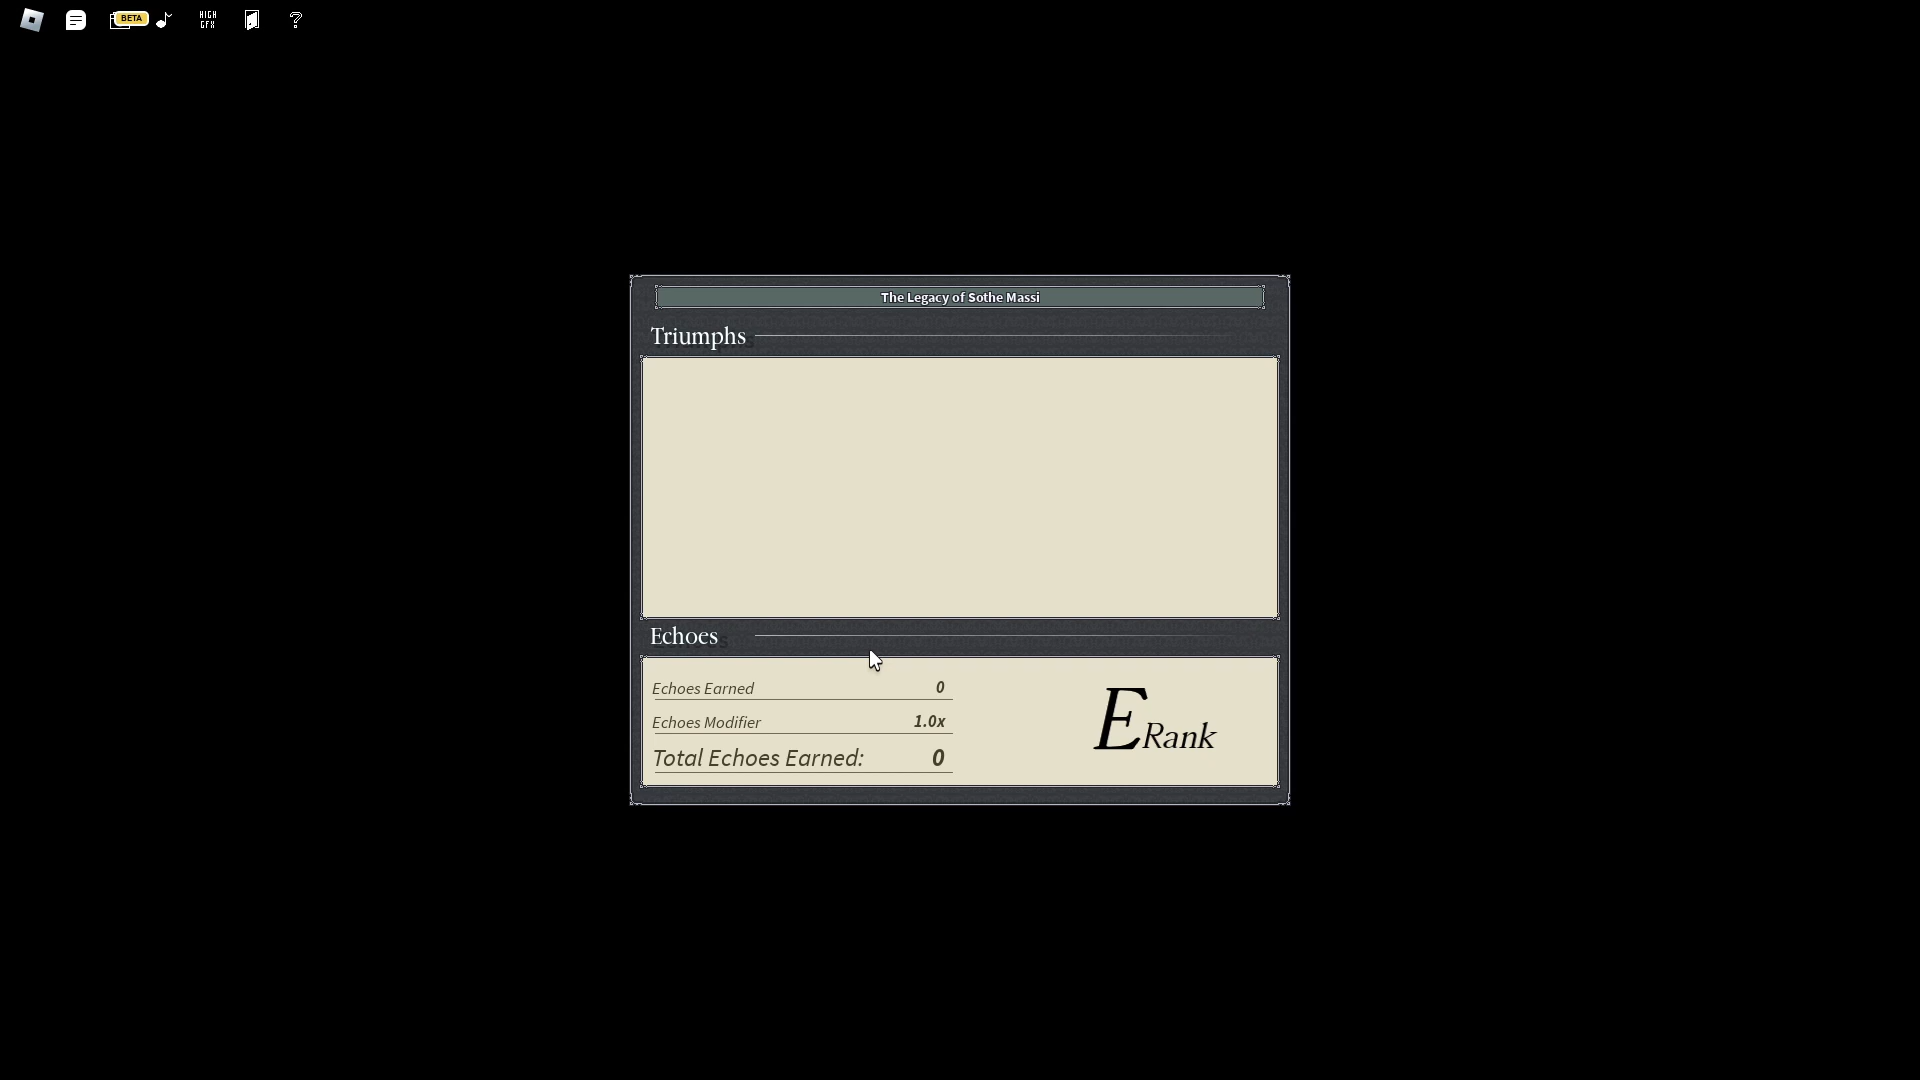 BETA
HIGH
GFX
?
The Legacy of Sothe Massi
Triumphs
Echoes
Echoes Earned 0
Echoes Modifier 1.0x
Total Echoes Earned: 0
E Rank